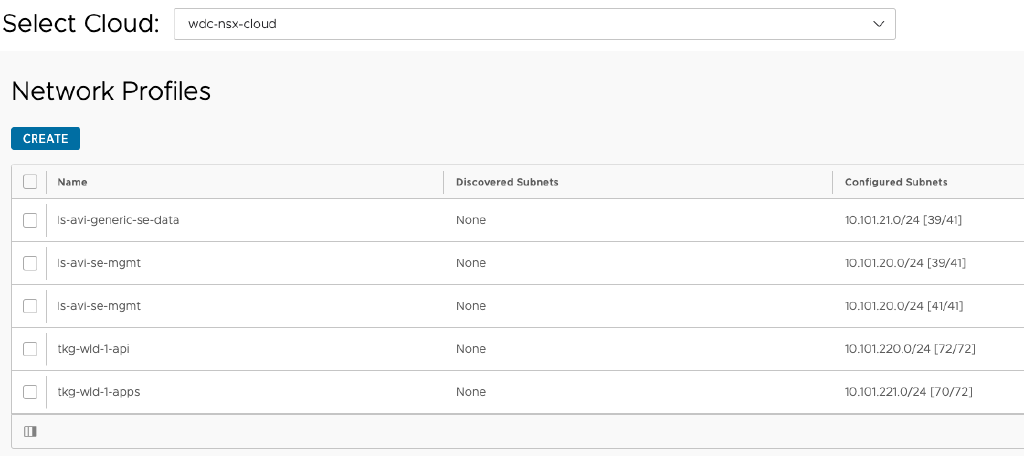 Select Cloud: wdc-nsx-cloud
Network Profiles
CREATE
Name Discovered Subnets Configured Subnets
ls-avi-generic-se-data None 10.101.21.0/24 [39/41]
ls-avi-se-mgmt None 10.101.20.0/24 [39/41]
ls-avi-se-mgmt None 10.101.20.0/24 [41/41]
tkg-wld-1-api None 10.101.220.0/24 [72/72]
tkg-wld-1-apps None 10.101.221.0/24 [70/72]